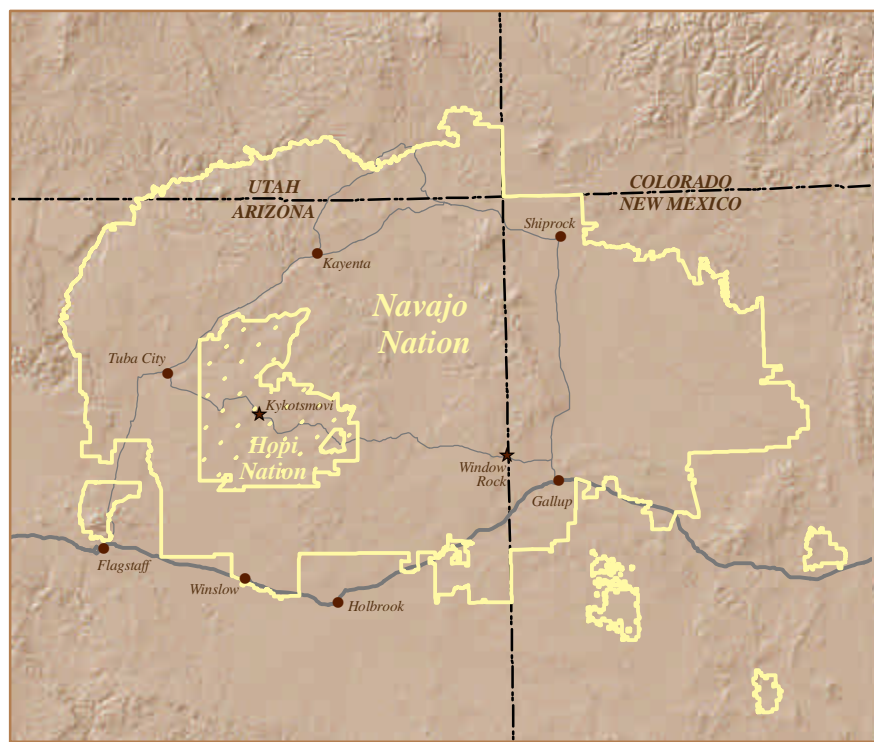 UTAH
ARIZONA
COLORADO
NEW MEXICO
Shiprock
Kayenta
Navajo
Nation
Tuba City
Kykotsmovi
Hopi
Nation
Window
Rock
Gallup
Flagstaff
Winslow
Holbrook